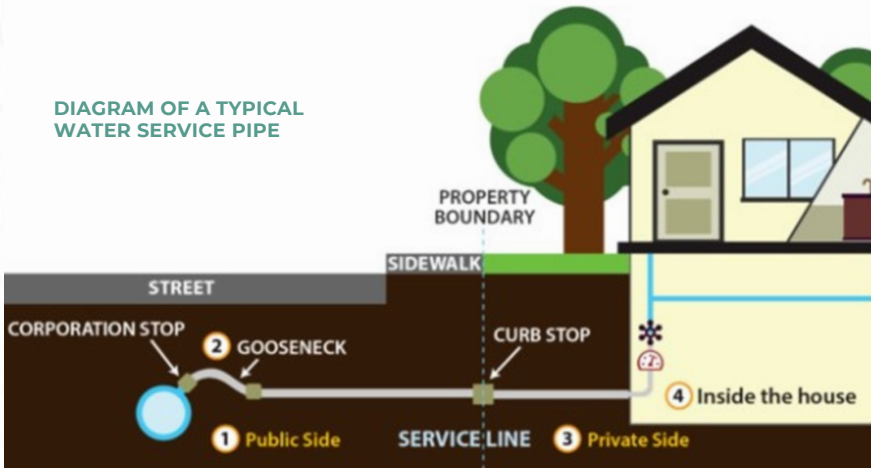 DIAGRAM OF A TYPICAL
WATER SERVICE PIPE
PROPERTY
BOUNDARY
SIDEWALK
STREET
CORPORATION STOP
2 GOOSENECK
CURB STOP
4 Inside the house
1 Public Side
SERVICE LINE
3 Private Side